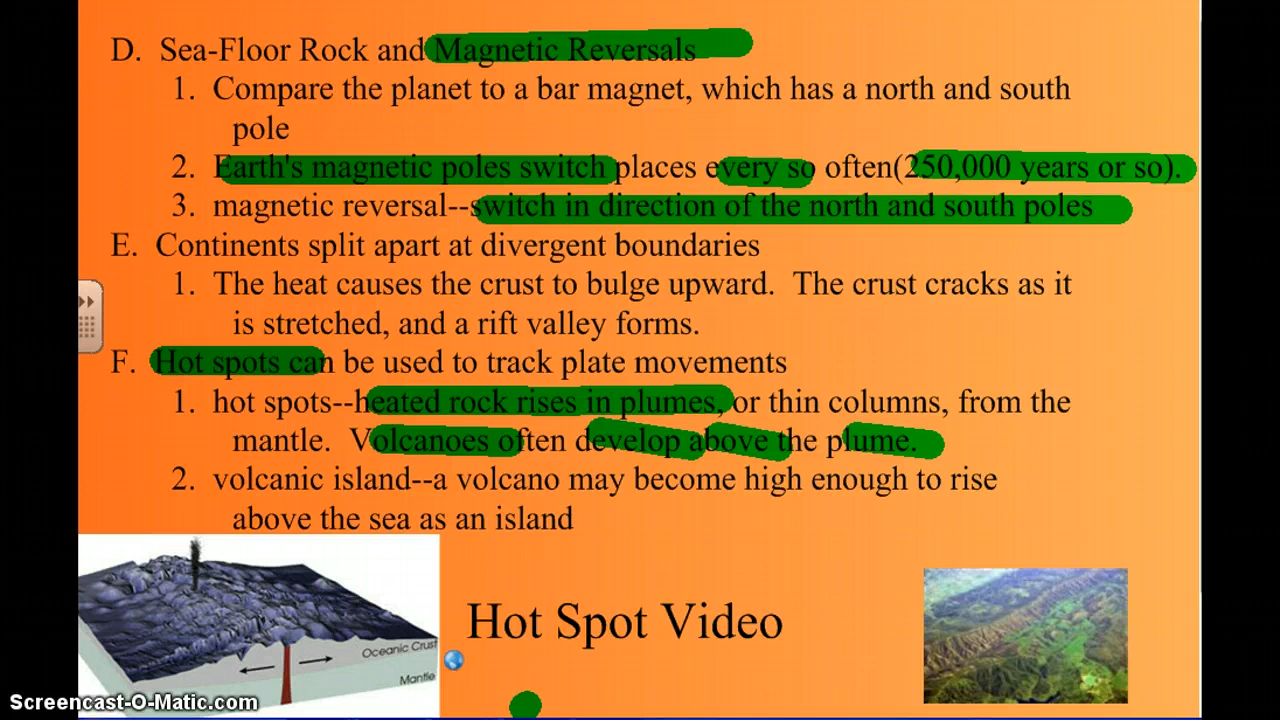 D. Sea-Floor Rock and Magnetic Reversals
1. Compare the planet to a bar magnet, which has a north and south
pole
2. Earth's magnetic poles switch places every so often(250,000 years or so).
3. magnetic reversal--switch in direction of the north and south poles
E. Continents split apart at divergent boundaries
1. The heat causes the crust to bulge upward. The crust cracks as it
is stretched, and a rift valley forms.
F. Hot spots can be used to track plate movements
1. hot spots--heated rock rises in plumes, or thin columns, from the
mantle. Volcanoes often develop above the plume.
2. volcanic island--a volcano may become high enough to rise
above the sea as an island
Hot Spot Video
Oceanic Crust
Mantle
Screencast-O-Matic.com